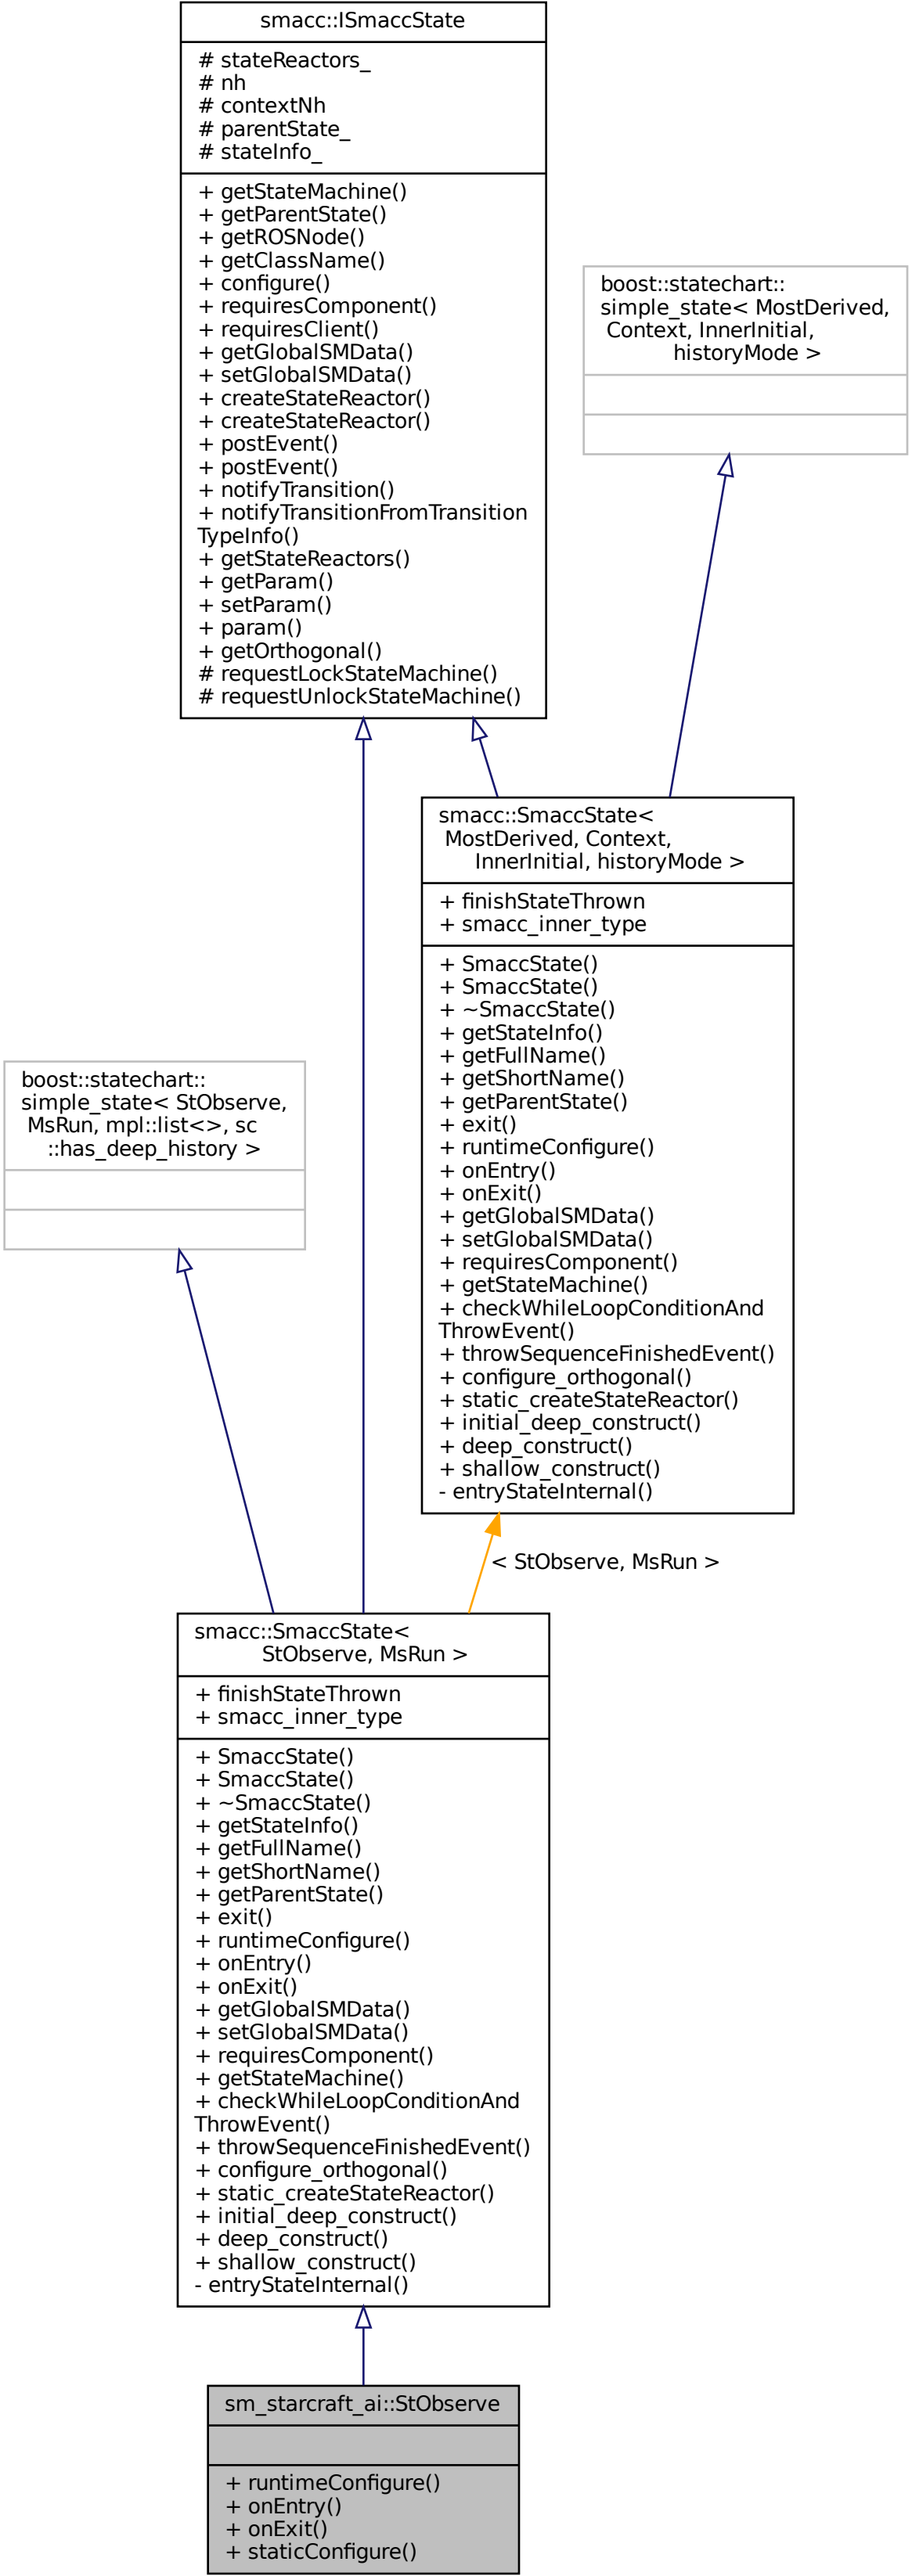 smacc::ISmaccState
# stateReactors_
# nh
# contextNh
# parentState_
# stateInfo_
+ getStateMachine()
+ getParentState()
+ getROSNode()
+ getClassName()
+ configure()
+ requiresComponent()
+ requiresClient()
+ getGlobalSMData()
+ setGlobalSMData()
+ createStateReactor()
+ createStateReactor()
+ postEvent()
+ postEvent()
+ notifyTransition()
+ notifyTransitionFromTransition
TypeInfo()
+ getStateReactors()
+ getParam()
+ setParam()
+ param()
+ getOrthogonal()
# requestLockStateMachine()
# requestUnlockStateMachine()
boost::statechart::
simple_state< MostDerived,
Context, InnerInitial,
historyMode >
smacc::SmaccState<
MostDerived, Context,
InnerInitial, historyMode >
+ finishStateThrown
+ smacc_inner_type
+ SmaccState()
+ SmaccState()
+ ~SmaccState()
+ getStateInfo()
+ getFullName()
+ getShortName()
+ getParentState()
+ exit()
+ runtimeConfigure()
+ onEntry()
+ onExit()
+ getGlobalSMData()
+ setGlobalSMData()
+ requiresComponent()
+ getStateMachine()
+ checkWhileLoopConditionAnd
ThrowEvent()
+ throwSequenceFinishedEvent()
+ configure_orthogonal()
+ static_createStateReactor()
+ initial_deep_construct()
+ deep_construct()
+ shallow_construct()
- entryStateInternal()
boost::statechart::
simple_state< StObserve,
MsRun, mpl::list<>, sc
::has_deep_history >
< StObserve, MsRun >
smacc::SmaccState<
StObserve, MsRun >
+ finishStateThrown
+ smacc_inner_type
+ SmaccState()
+ SmaccState()
+ ~SmaccState()
+ getStateInfo()
+ getFullName()
+ getShortName()
+ getParentState()
+ exit()
+ runtimeConfigure()
+ onEntry()
+ onExit()
+ getGlobalSMData()
+ setGlobalSMData()
+ requiresComponent()
+ getStateMachine()
+ checkWhileLoopConditionAnd
ThrowEvent()
+ throwSequenceFinishedEvent()
+ configure_orthogonal()
+ static_createStateReactor()
+ initial_deep_construct()
+ deep_construct()
+ shallow_construct()
- entryStateInternal()
sm_starcraft_ai::StObserve
+ runtimeConfigure()
+ onEntry()
+ onExit()
+ staticConfigure()